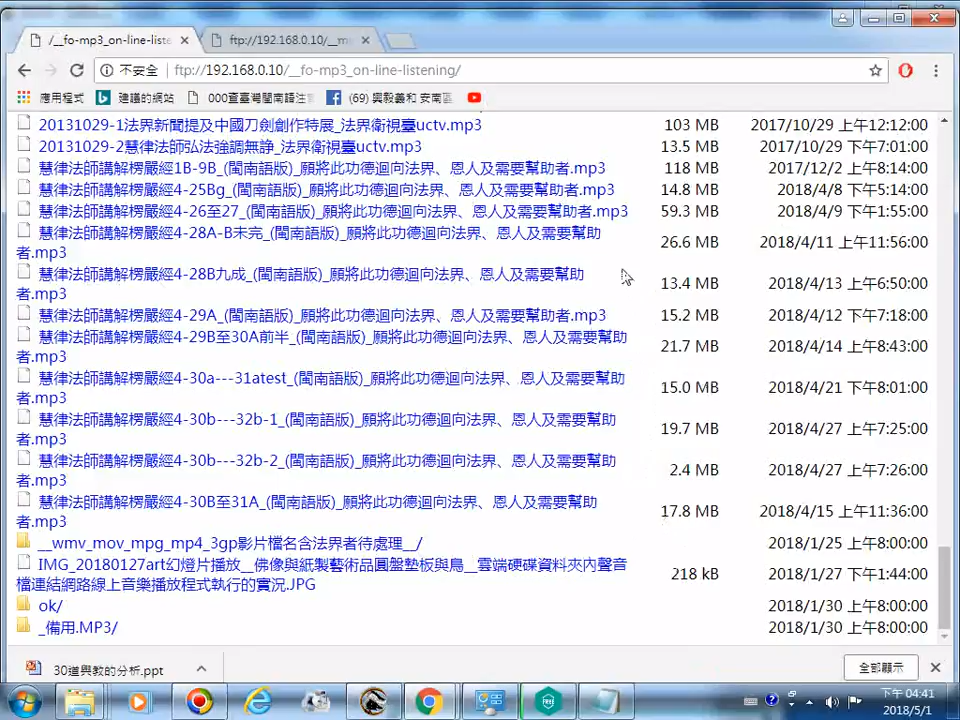 /__fo-mp3_on-line-liste
ftp://192.168.0.10/__m
不安全 ftp://192.168.0.10/__fo-mp3_on-line-listening/
應用程式 建議的網站 000查臺灣閩南語注 (69) 興毅義和 安南區
20131029-1法界新聞提及中國刀劍創作特展_法界衛視臺uctv.mp3 103 MB 2017/10/29 上午12:12:00
20131029-2慧律法師弘法強調無諍_法界衛視臺uctv.mp3 13.5 MB 2017/10/29 下午7:01:00
慧律法師講解楞嚴經1B-9B_(閩南語版)_願將此功德迴向法界、恩人及需要幫助者.mp3 118 MB 2017/12/2 上午8:14:00
慧律法師講解楞嚴經4-25Bg_(閩南語版)_願將此功德迴向法界、恩人及需要幫助者.mp3 14.8 MB 2018/4/8 下午5:14:00
慧律法師講解楞嚴經4-26至27_(閩南語版)_願將此功德迴向法界、恩人及需要幫助者.mp3 59.3 MB 2018/4/9 下午1:55:00
慧律法師講解楞嚴經4-28A-B未完_(閩南語版)_願將此功德迴向法界、恩人及需要幫助
者.mp3 26.6 MB 2018/4/11 上午11:56:00
慧律法師講解楞嚴經4-28B九成_(閩南語版)_願將此功德迴向法界、恩人及需要幫助
者.mp3 13.4 MB 2018/4/13 上午6:50:00
慧律法師講解楞嚴經4-29A_(閩南語版)_願將此功德迴向法界、恩人及需要幫助者.mp3 15.2 MB 2018/4/12 下午7:18:00
慧律法師講解楞嚴經4-29B至30A前半_(閩南語版)_願將此功德迴向法界、恩人及需要幫助
者.mp3 21.7 MB 2018/4/14 上午8:43:00
慧律法師講解楞嚴經4-30a---31atest_(閩南語版)_願將此功德迴向法界、恩人及需要幫助
者.mp3 15.0 MB 2018/4/21 下午8:01:00
慧律法師講解楞嚴經4-30b---32b-1_(閩南語版)_願將此功德迴向法界、恩人及需要幫助
者.mp3 19.7 MB 2018/4/27 上午7:25:00
慧律法師講解楞嚴經4-30b---32b-2_(閩南語版)_願將此功德迴向法界、恩人及需要幫助
者.mp3 2.4 MB 2018/4/27 上午7:26:00
慧律法師講解楞嚴經4-30B至31A_(閩南語版)_願將此功德迴向法界、恩人及需要幫助
者.mp3 17.8 MB 2018/4/15 上午11:36:00
__wmv_mov_mpg_mp4_3gp影片檔名含法界者待處理__/ 2018/1/25 上午8:00:00
IMG_20180127art幻燈片播放__佛像與紙製藝術品圓盤墊板與鳥__雲端硬碟資料夾內聲音
檔連結網路線上音樂播放程式執行的實況.JPG 218 kB 2018/1/27 下午1:44:00
ok/ 2018/1/30 上午8:00:00
_備用.MP3/ 2018/1/30 上午8:00:00
30道與教的分析.ppt 全部顯示
下午 04:41
2018/5/1